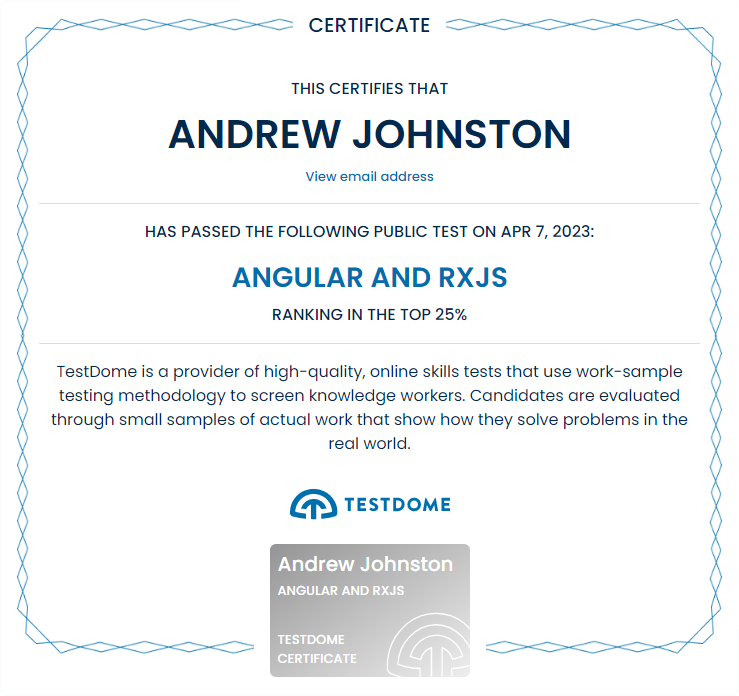 CERTIFICATE
THIS CERTIFIES THAT
ANDREW JOHNSTON
View email address
HAS PASSED THE FOLLOWING PUBLIC TEST ON APR 7, 2023:
ANGULAR AND RXJS
RANKING IN THE TOP 25%
TestDome is a provider of high-quality, online skills tests that use work-sample
testing methodology to screen knowledge workers. Candidates are evaluated
through small samples of actual work that show how they solve problems in the
real world.
TESTDOME
Andrew Johnston
ANGULAR AND RXJS
TESTDOME
CERTIFICATE